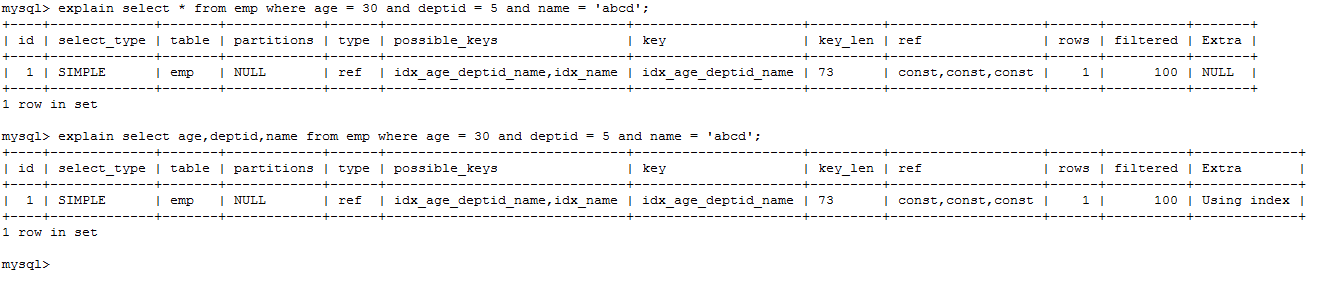 mysql> explain select * from emp where age = 30 and deptid = 5 and name = 'abcd';
+----+-------------+-------+------------+------+-------------------------------+---------------------+---------+-------------------+------+----------+-------+
| id | select_type | table | partitions | type | possible_keys                 | key                 | key_len | ref               | rows | filtered | Extra |
+----+-------------+-------+------------+------+-------------------------------+---------------------+---------+-------------------+------+----------+-------+
|  1 | SIMPLE      | emp   | NULL       | ref  | idx_age_deptid_name,idx_name | idx_age_deptid_name | 73      | const,const,const |    1 |      100 | NULL  |
+----+-------------+-------+------------+------+-------------------------------+---------------------+---------+-------------------+------+----------+-------+
1 row in set
mysql> explain select age,deptid,name from emp where age = 30 and deptid = 5 and name = 'abcd';
+----+-------------+-------+------------+------+-------------------------------+---------------------+---------+-------------------+------+----------+-------------+
| id | select_type | table | partitions | type | possible_keys                 | key                 | key_len | ref               | rows | filtered | Extra       |
+----+-------------+-------+------------+------+-------------------------------+---------------------+---------+-------------------+------+----------+-------------+
|  1 | SIMPLE      | emp   | NULL       | ref  | idx_age_deptid_name,idx_name | idx_age_deptid_name | 73      | const,const,const |    1 |      100 | Using index |
+----+-------------+-------+------------+------+-------------------------------+---------------------+---------+-------------------+------+----------+-------------+
1 row in set
mysql>